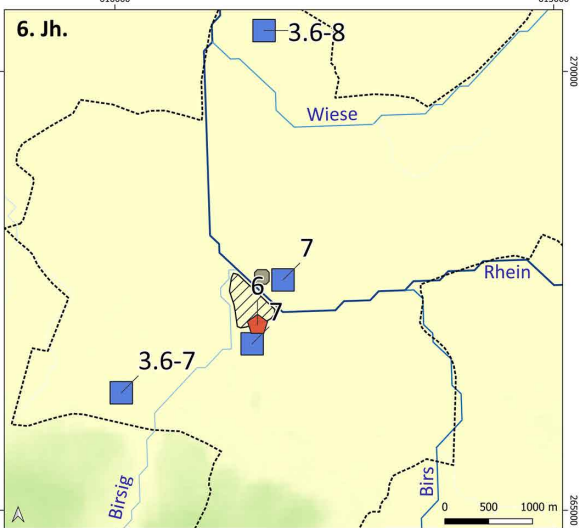 6. Jh.
3.6-8
270000
Wiese
7
Rhein
6
7
3.6-7
Birsig
Birs
0 500 1000 m